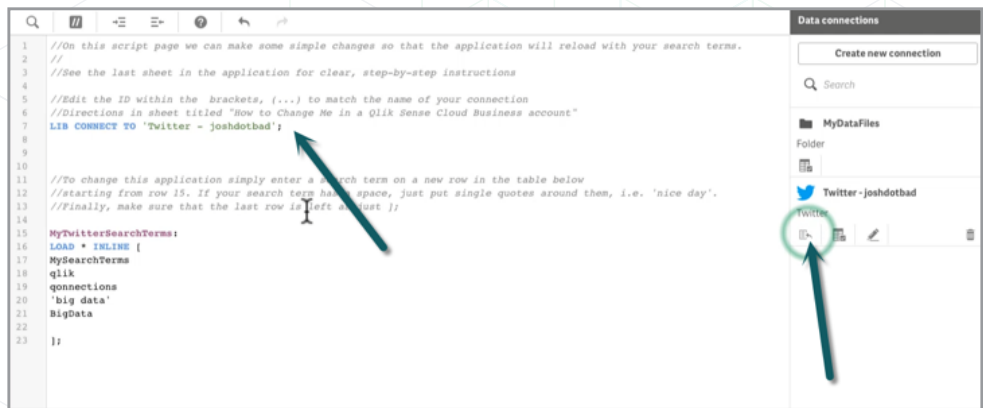 1 //On this script page we can make some simple changes so that the application will reload with your search terms.
2 //
3 //See the last sheet in the application for clear, step-by-step instructions
4
5 //Edit the ID within the  brackets, (...) to match the name of your connection
6 //Directions in sheet titled "How to Change Me in a Qlik Sense Cloud Business account"
7 LIB CONNECT TO 'Twitter - joshdotbad';
8
9
10
11 //To change this application simply enter a search term on a new row in the table below
12 //starting from row 15. If your search term has a space, just put single quotes around them, i.e. 'nice day'.
13 //Finally, make sure that the last row is left as just ];
14
15 MyTwitterSearchTerms:
16 LOAD * INLINE [
17 MySearchTerms
18 qlik
19 qonnections
20 'big data'
21 BigData
22
23 ];
Data connections
Create new connection
Search
MyDataFiles
Folder
Twitter - joshdotbad
Twitter